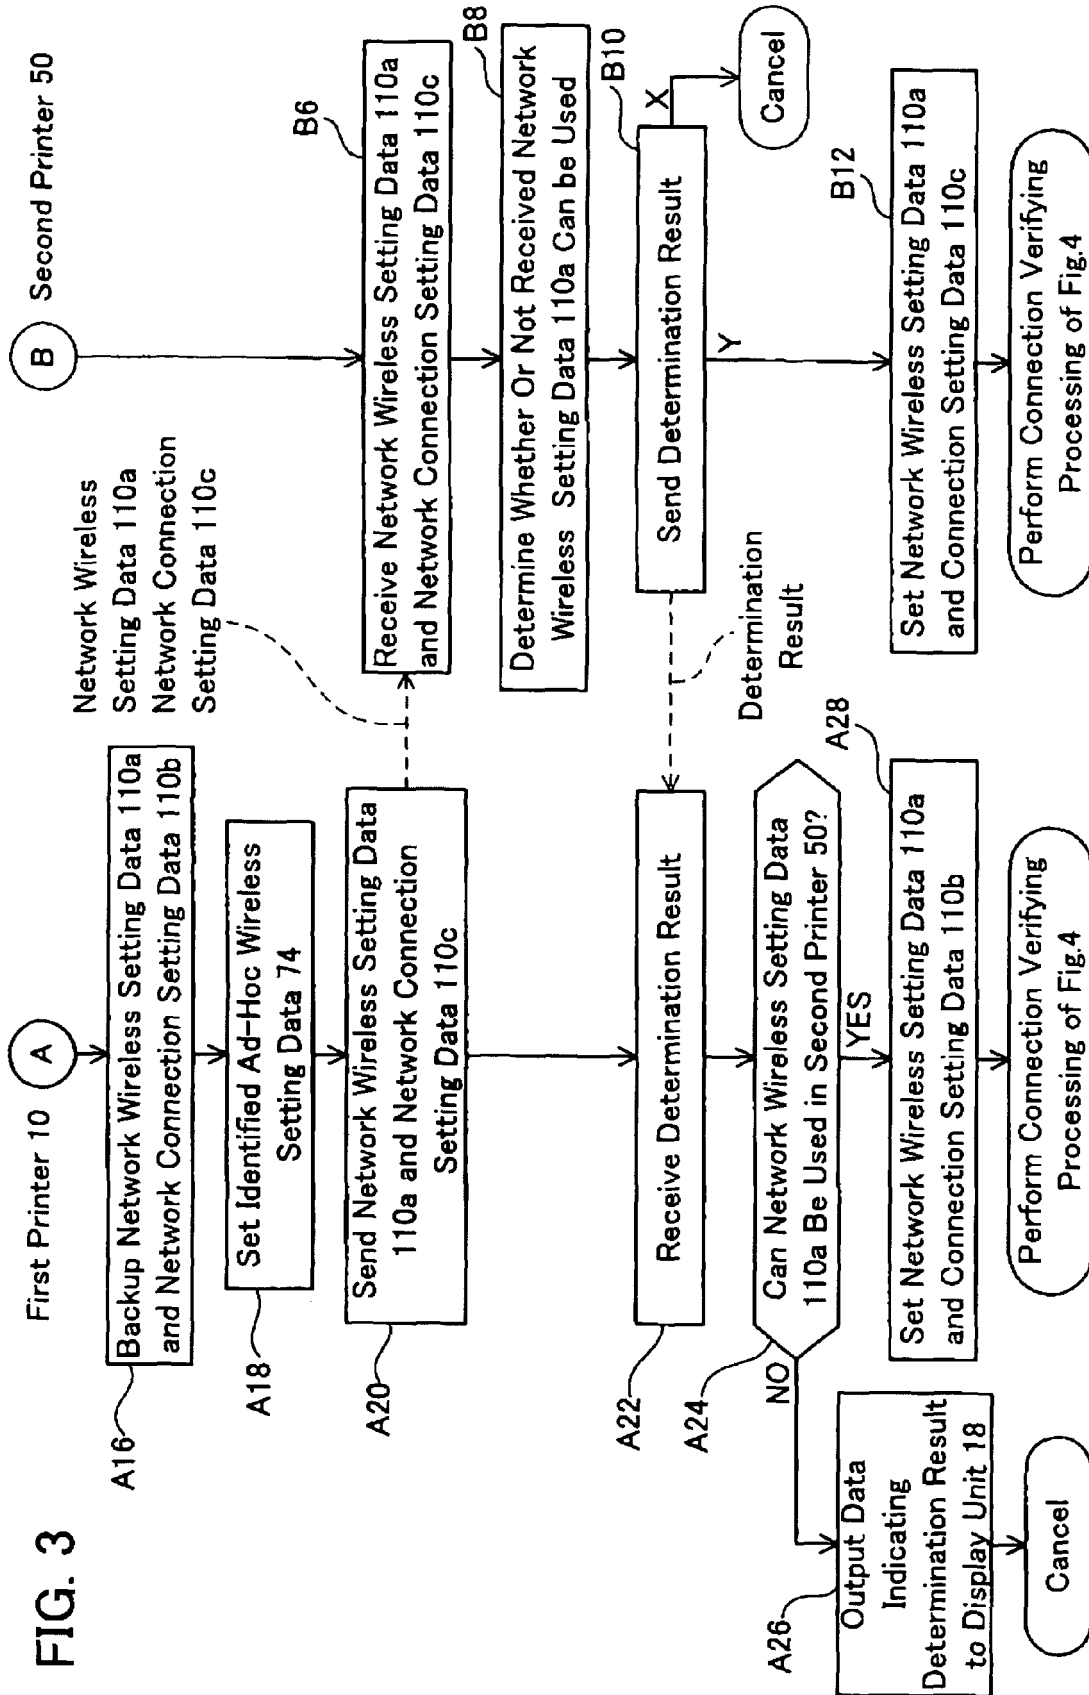 FIG. 3
First Printer 10
A
A16
Backup Network Wireless Setting Data 110a
and Network Connection Setting Data 110b
A18
Set Identified Ad-Hoc Wireless
Setting Data 74
A20
Send Network Wireless Setting Data
110a and Network Connection
Setting Data 110c
A22
Receive Determination Result
A24
Can Network Wireless Setting Data
110a Be Used in Second Printer 50?
NO
YES
A26
Output Data
Indicating
Determination Result
to Display Unit 18
Cancel
A28
Set Network Wireless Setting Data 110a
and Connection Setting Data 110b
Perform Connection Verifying
Processing of Fig.4
Network Wireless
Setting Data 110a
Network Connection
Setting Data 110c
Determination
Result
B
Second Printer 50
B6
Receive Network Wireless Setting Data 110a
and Network Connection Setting Data 110c
B8
Determine Whether Or Not Received Network
Wireless Setting Data 110a Can be Used
B10
Send Determination Result
X
Cancel
Y
B12
Set Network Wireless Setting Data 110a
and Connection Setting Data 110c
Perform Connection Verifying
Processing of Fig.4